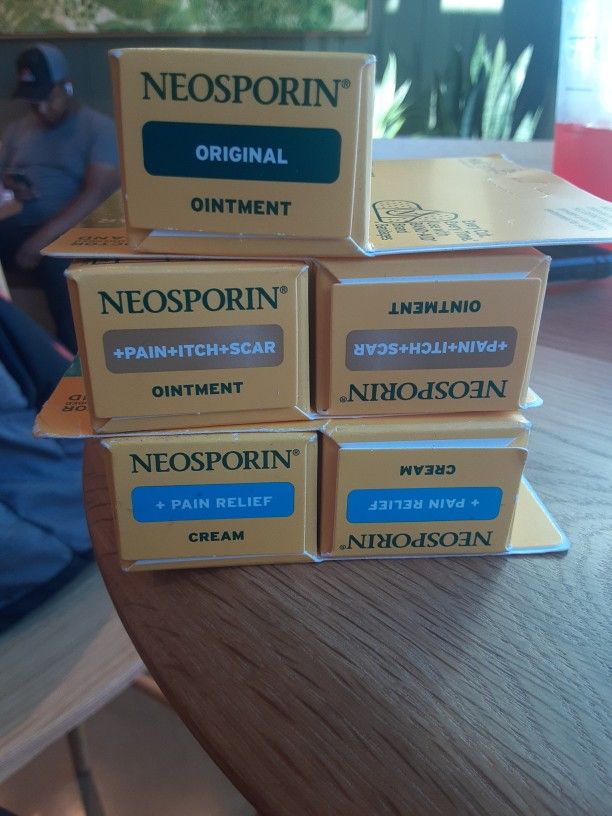 NEOSPORIN®
ORIGINAL
OINTMENT
NEOSPORIN®
+PAIN+ITCH+SCAR
OINTMENT
NEOSPORIN®
+PAIN+ITCH+SCAR
OINTMENT
NEOSPORIN®
+ PAIN RELIEF
CREAM
NEOSPORIN®
+ PAIN RELIEF
CREAM